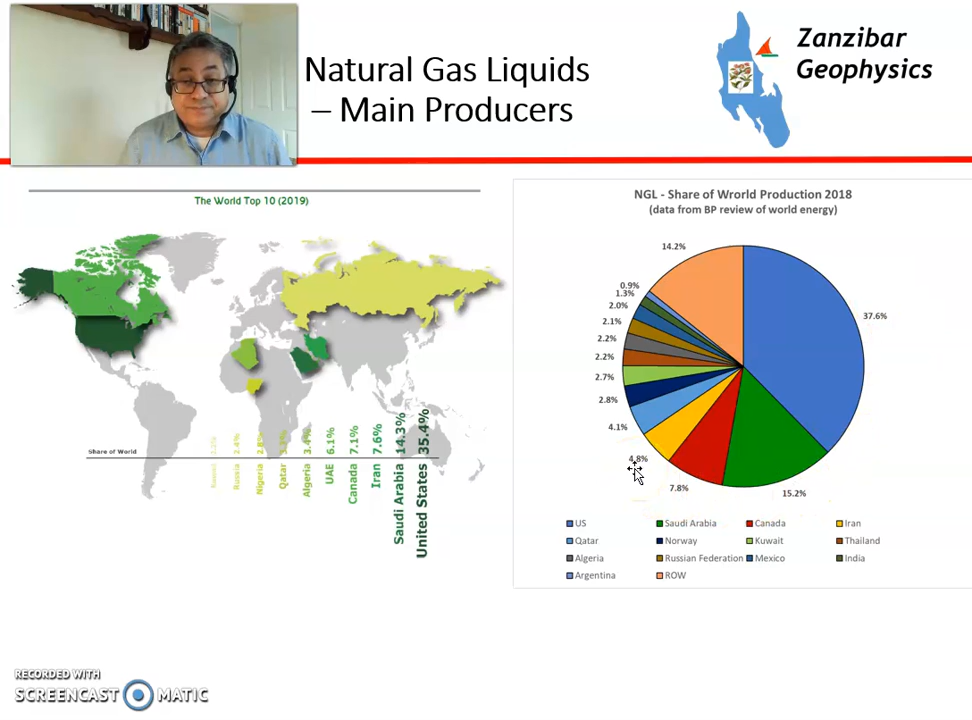 Natural Gas Liquids
– Main Producers
Zanzibar
Geophysics
The World Top 10 (2019)
Share of World
Russia 2.4%
Nigeria
Qatar
Algeria 3.4%
UAE 6.1%
Canada 7.1%
Iran 7.6%
Saudi Arabia 14.3%
United States 35.4%
NGL - Share of Wrorld Production 2018
(data from BP review of world energy)
14.2%
0.9%
1.3%
2.0%
2.1%
2.2%
2.2%
2.7%
2.8%
4.1%
4.8%
7.8%
15.2%
37.6%
US Saudi Arabia Canada Iran
Qatar Norway Kuwait Thailand
Algeria Russian Federation Mexico India
Argentina ROW
RECORDED WITH
SCREENCAST MATIC